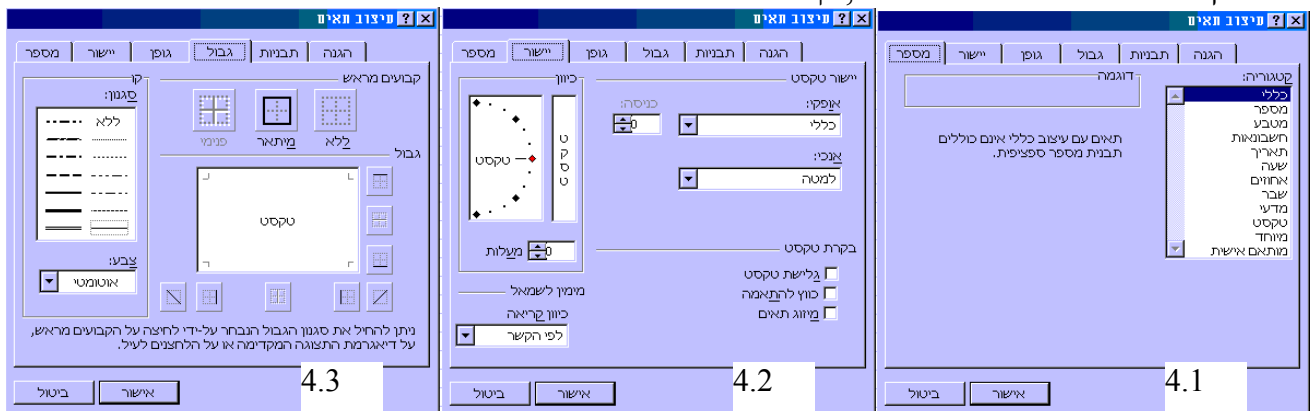 עיצוב תאים
מספר
יישור
גופן
גבול
תבניות
הגנה
קטגוריה:
כללי
מספר
מטבע
חשבונאות
תאריך
שעה
אחוזים
שבר
מדעי
טקסט
מיוחד
מותאם אישית
דוגמה
תאים עם עיצוב כללי אינם כוללים
תבנית מספר ספציפית.
אישור
ביטול
4.1
עיצוב תאים
מספר
יישור
גופן
גבול
תבניות
הגנה
יישור טקסט
אופקי:
כללי
כניסה:
0
אנכי:
למטה
בקרת טקסט
גלישת טקסט
כווץ להתאמה
מיזוג תאים
כיוון
טקסט
טקסט
0 מעלות
מימין לשמאל
כיוון קריאה
לפי הקשר
אישור
ביטול
4.2
עיצוב תאים
מספר
יישור
גופן
גבול
תבניות
הגנה
קבועים מראש
ללא
מיתאר
פנימי
גבול
טקסט
קו
סגנון:
ללא
צבע:
אוטומטי
ניתן להחיל את סגנון הגבול הנבחר על-ידי לחיצה על הקבועים מראש,
על דיאגרמת התצוגה המקדימה או על הלחצנים לעיל.
אישור
ביטול
4.3